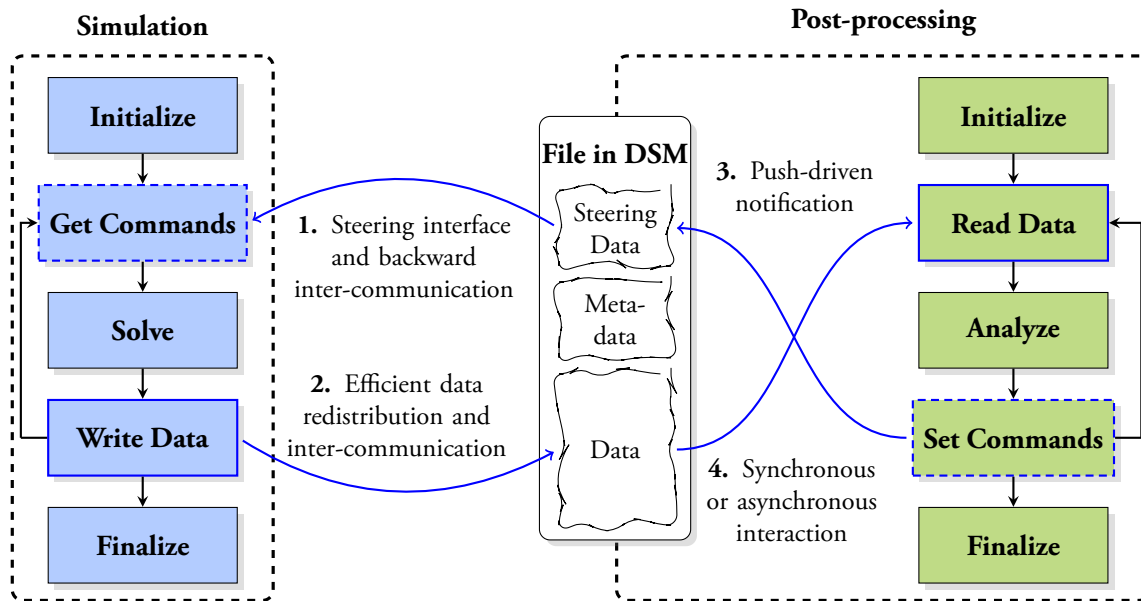 Simulation
Initialize
Get Commands
Solve
Write Data
Finalize
1. Steering interface
and backward
inter-communication
2. Efficient data
redistribution and
inter-communication
File in DSM
Steering
Data
Meta-
data
Data
Post-processing
3. Push-driven
notification
4. Synchronous
or asynchronous
interaction
Initialize
Read Data
Analyze
Set Commands
Finalize